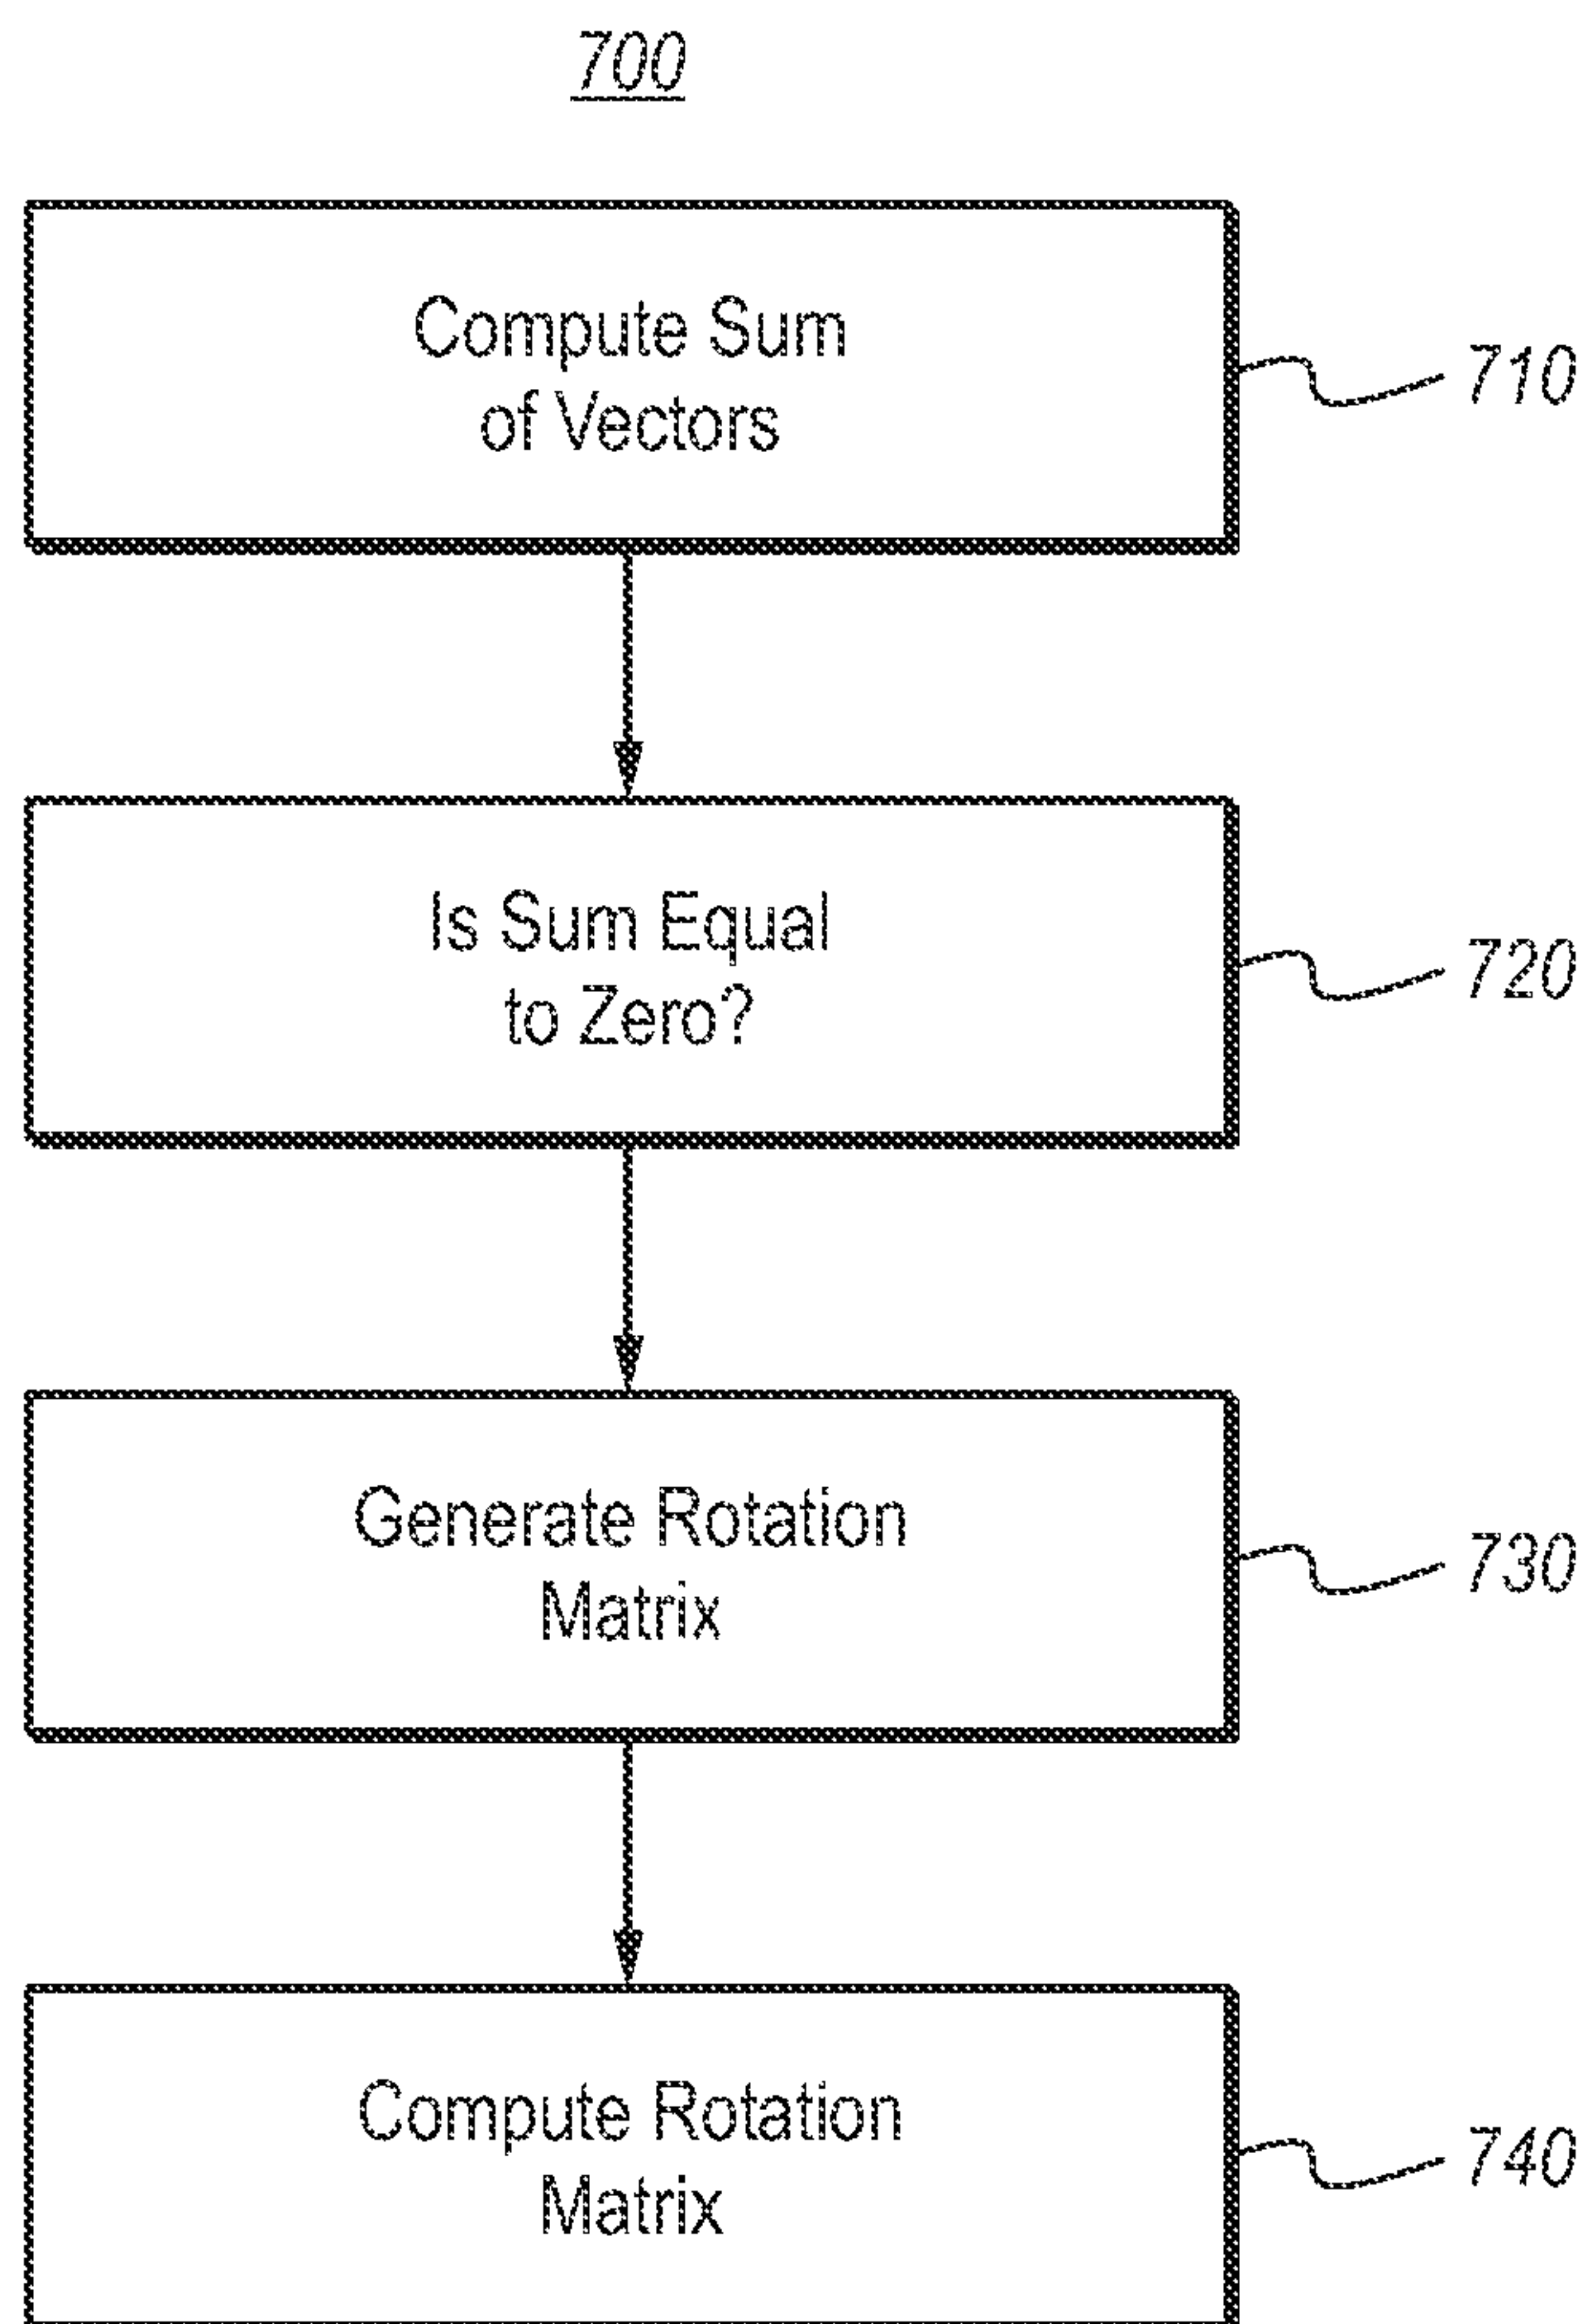 700
Compute Sum
of Vectors
710
Is Sum Equal
to Zero?
720
Generate Rotation
Matrix
730
Compute Rotation
Matrix
740